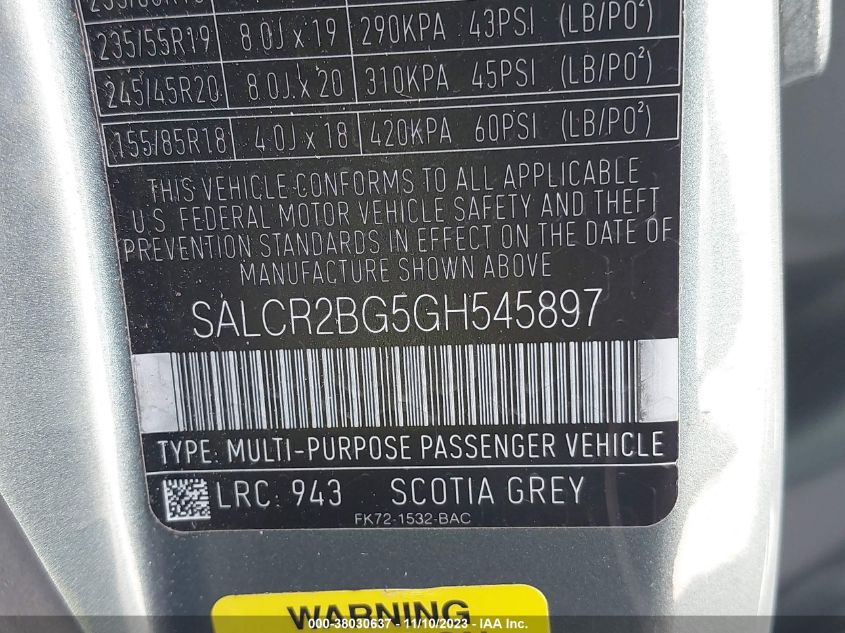 235/55R19 8.0J x 19 290KPA 43PSI (LB/PO²)
245/45R20 8.0J x 20 310KPA 45PSI (LB/PO²)
155/85R18 4.0J x 18 420KPA 60PSI (LB/PO²)
THIS VEHICLE CONFORMS TO ALL APPLICABLE
U.S. FEDERAL MOTOR VEHICLE SAFETY AND THEFT
PREVENTION STANDARDS IN EFFECT ON THE DATE OF
MANUFACTURE SHOWN ABOVE
SALCR2BG5GH545897
TYPE: MULTI-PURPOSE PASSENGER VEHICLE
LRC: 943 SCOTIA GREY
FK72-1532-BAC
WARNING
000-38030637 - 11/10/2023 - IAA Inc.